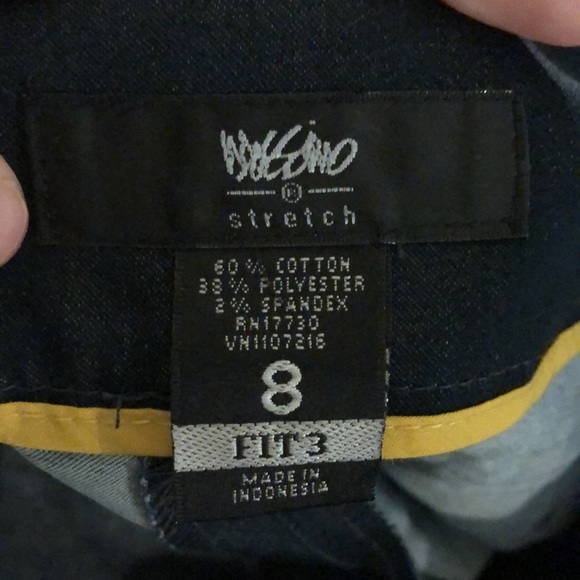 Mossimo
®
stretch
60% COTTON
38% POLYESTER
2% SPANDEX
RN17730
VN1107216
8
FIT 3
MADE IN
INDONESIA